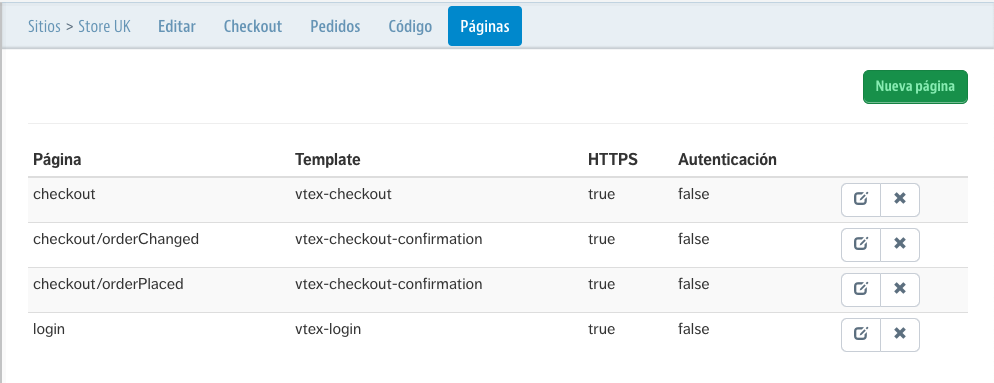 Sitios > Store UK Editar Checkout Pedidos Código Páginas
Nueva página
Página Template HTTPS Autenticación
checkout vtex-checkout true false
checkout/orderChanged vtex-checkout-confirmation true false
checkout/orderPlaced vtex-checkout-confirmation true false
login vtex-login true false